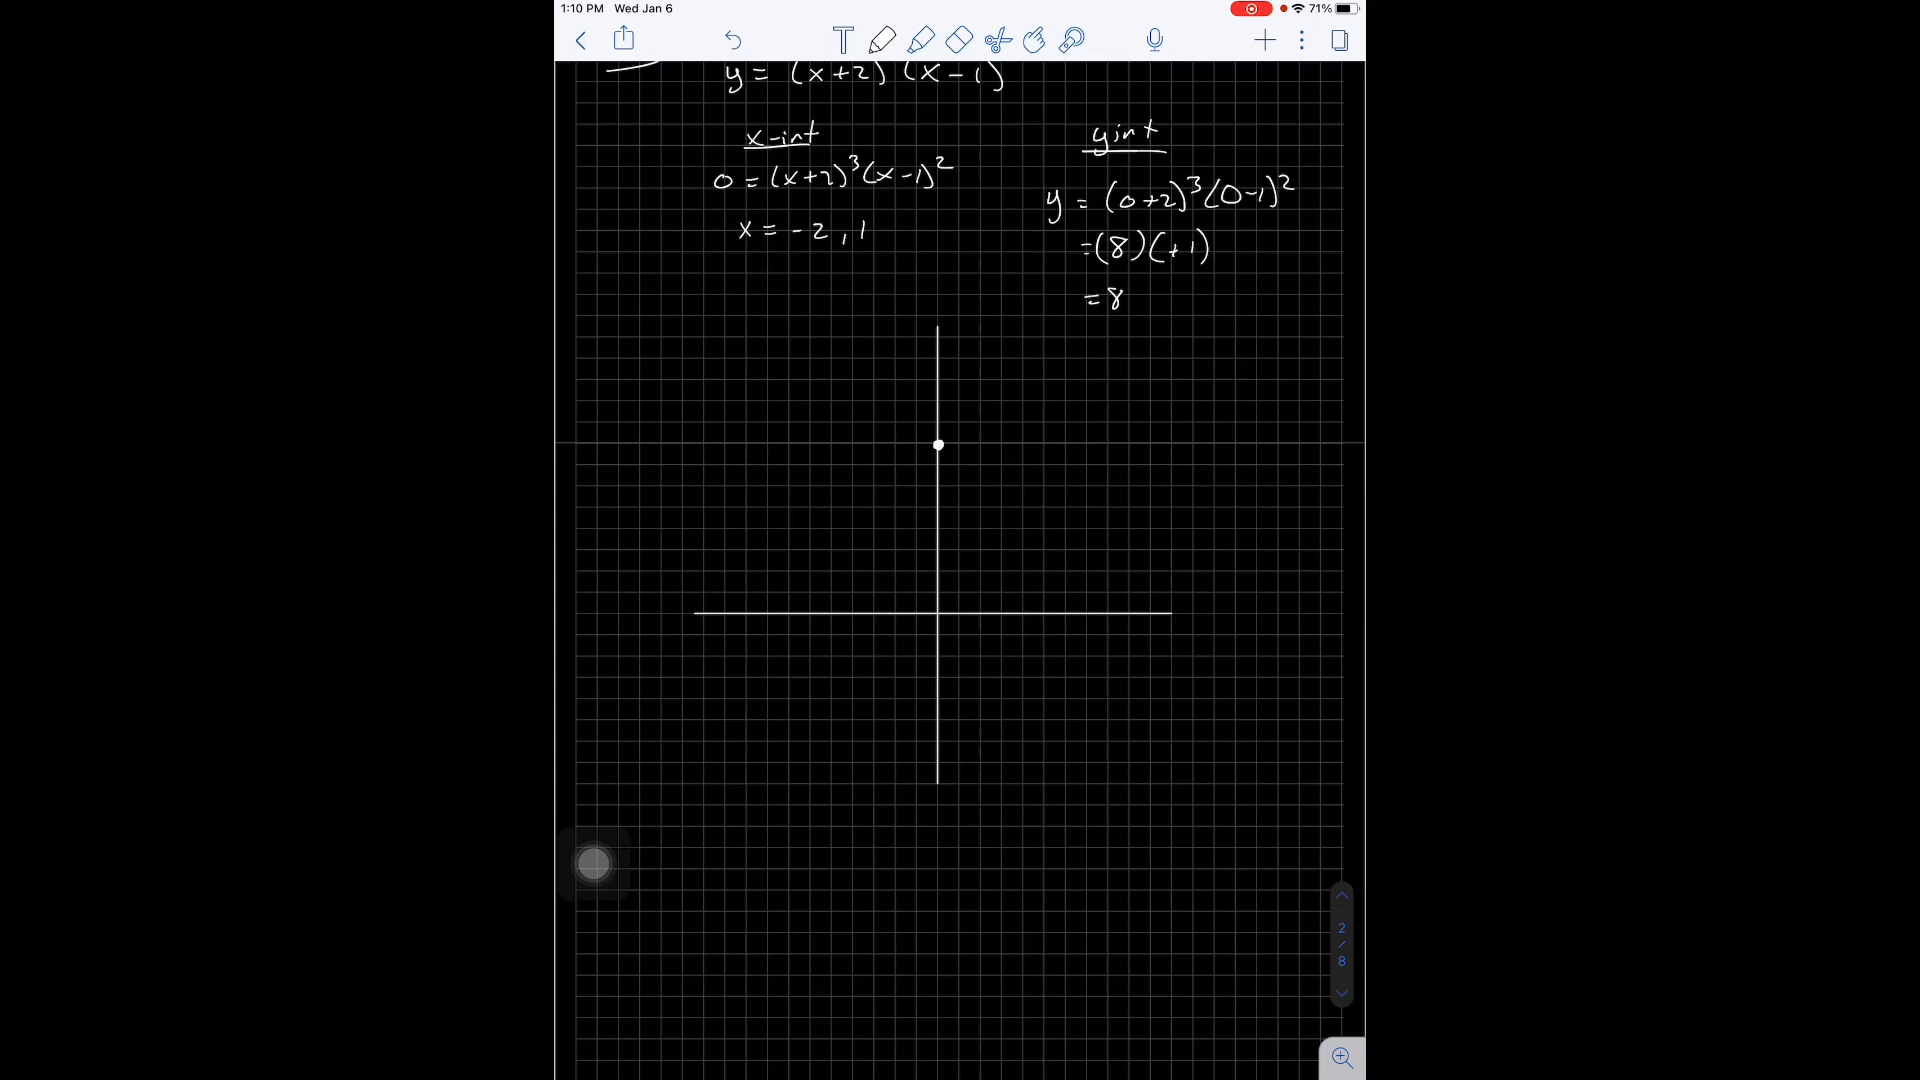 1:10 PM Wed Jan 6
71%
T
y = (x+2) (x-1)
x-int
0 = (x+2)³(x-1)²
x = -2, 1
y int
y = (0+2)³(0-1)²
=(8)(+1)
= 8
2
/
8